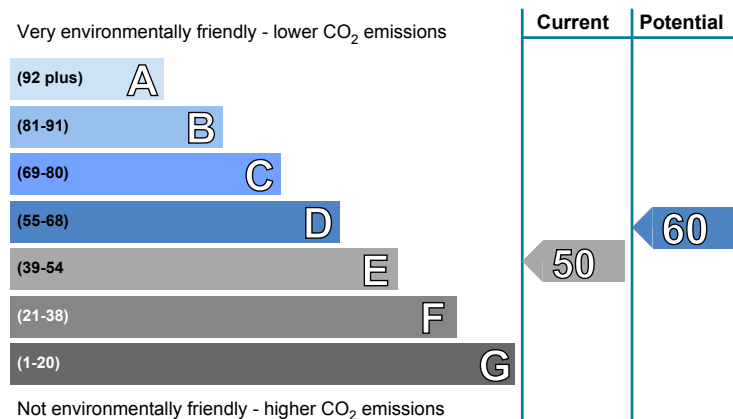 Very environmentally friendly - lower CO₂ emissions
Current
Potential
(92 plus) A
(81-91) B
(69-80) C
(55-68) D
(39-54 E
(21-38) F
(1-20) G
50
60
Not environmentally friendly - higher CO₂ emissions